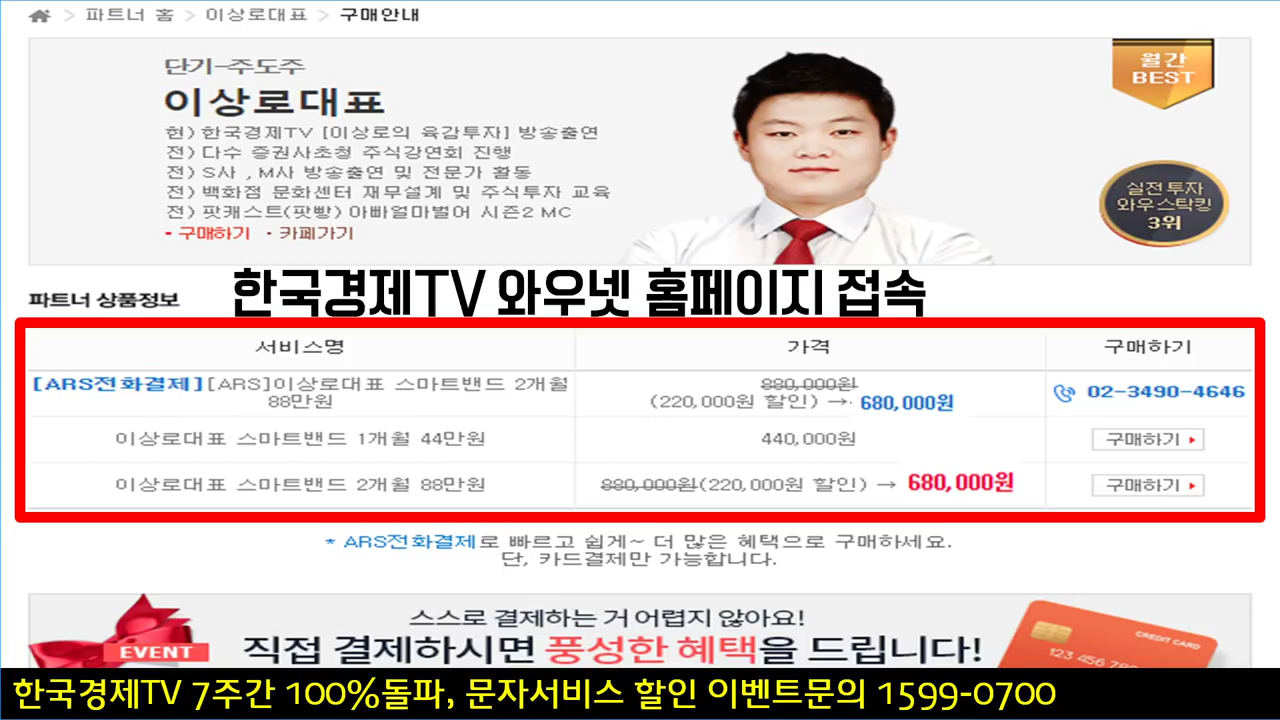 파트너 홈 > 이상로대표 > 구매안내
단기-주도주
이상로대표
현) 한국경제TV [이상로의 육감투자] 방송출연
전) 다수 증권사초청 주식강연회 진행
전) S사 , M사 방송출연 및 전문가 활동
전) 백화점 문화센터 재무설계 및 주식투자 교육
전) 팟캐스트(팟빵) 아빠얼마벌어 시즌2 MC
- 구매하기 · 카페가기
월간
BEST
실전투자
와우스탁킹
3위
파트너 상품정보
한국경제TV 와우넷 홈페이지 접속
서비스명 가격 구매하기
[ARS전화결제][ARS]이상로대표 스마트밴드 2개월
88만원
880,000원
(220,000원 할인) → 680,000원
02-3490-4646
이상로대표 스마트밴드 1개월 44만원 440,000원 구매하기
이상로대표 스마트밴드 2개월 88만원 880,000원(220,000원 할인) → 680,000원 구매하기
* ARS전화결제로 빠르고 쉽게~ 더 많은 혜택으로 구매하세요.
단, 카드결제만 가능합니다.
EVENT
스스로 결제하는 거 어렵지 않아요!
직접 결제하시면 풍성한 혜택을 드립니다!
CREDIT CARD
123 456
한국경제TV 7주간 100%돌파, 문자서비스 할인 이벤트문의 1599-0700